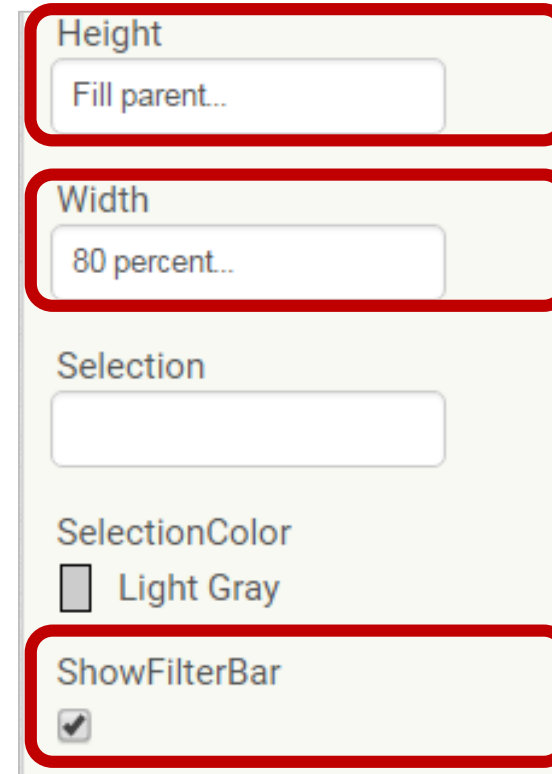 Height
Fill parent...
Width
80 percent...
Selection
SelectionColor
Light Gray
ShowFilterBar